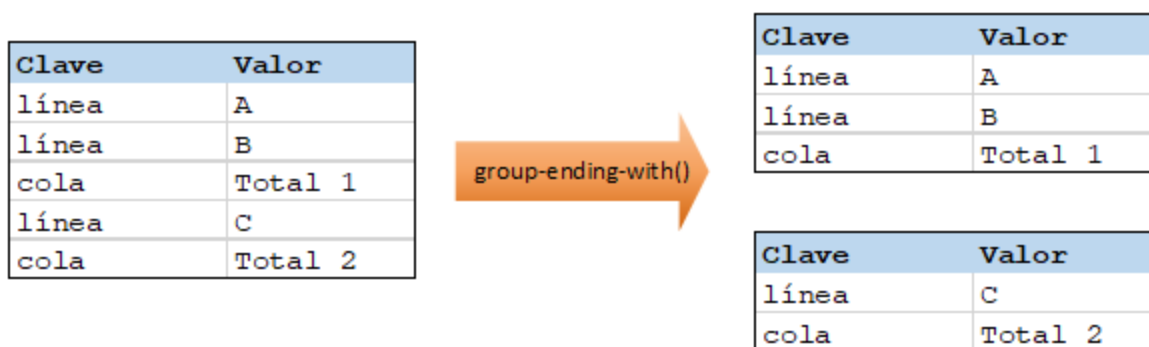 Clave Valor
línea A
línea B
cola Total 1
línea C
cola Total 2
group-ending-with()
Clave Valor
línea A
línea B
cola Total 1
Clave Valor
línea C
cola Total 2